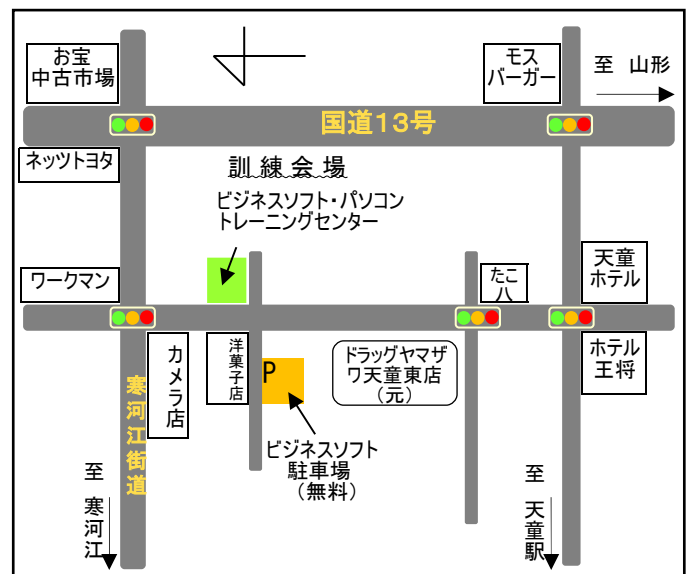 お宝
中古市場
モス
バーガー
至 山形
国道13号
ネッツトヨタ
訓練会場
ビジネスソフト・パソコン
トレーニングセンター
ワークマン
たこ
八
天童
ホテル
カメラ店
洋菓子店
P
ドラッグヤマザ
ワ天童東店
（元）
ホテル
王将
寒河江街道
ビジネスソフト
駐車場
（無料）
至 寒河江
至 天童駅